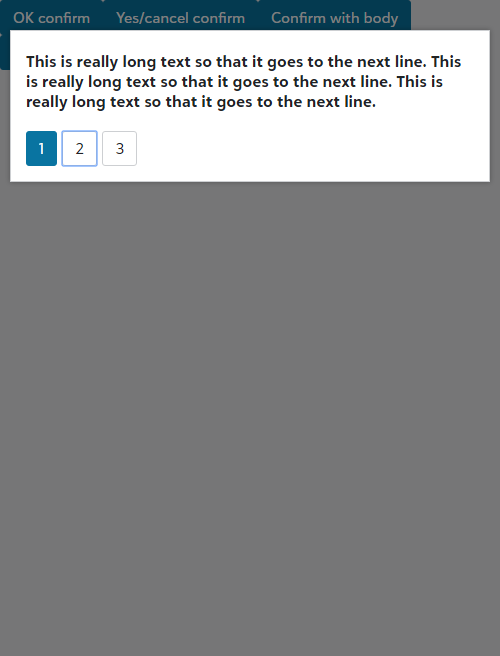 OK confirm Yes/cancel confirm Confirm with body
This is really long text so that it goes to the next line. This
is really long text so that it goes to the next line. This is
really long text so that it goes to the next line.
1 2 3